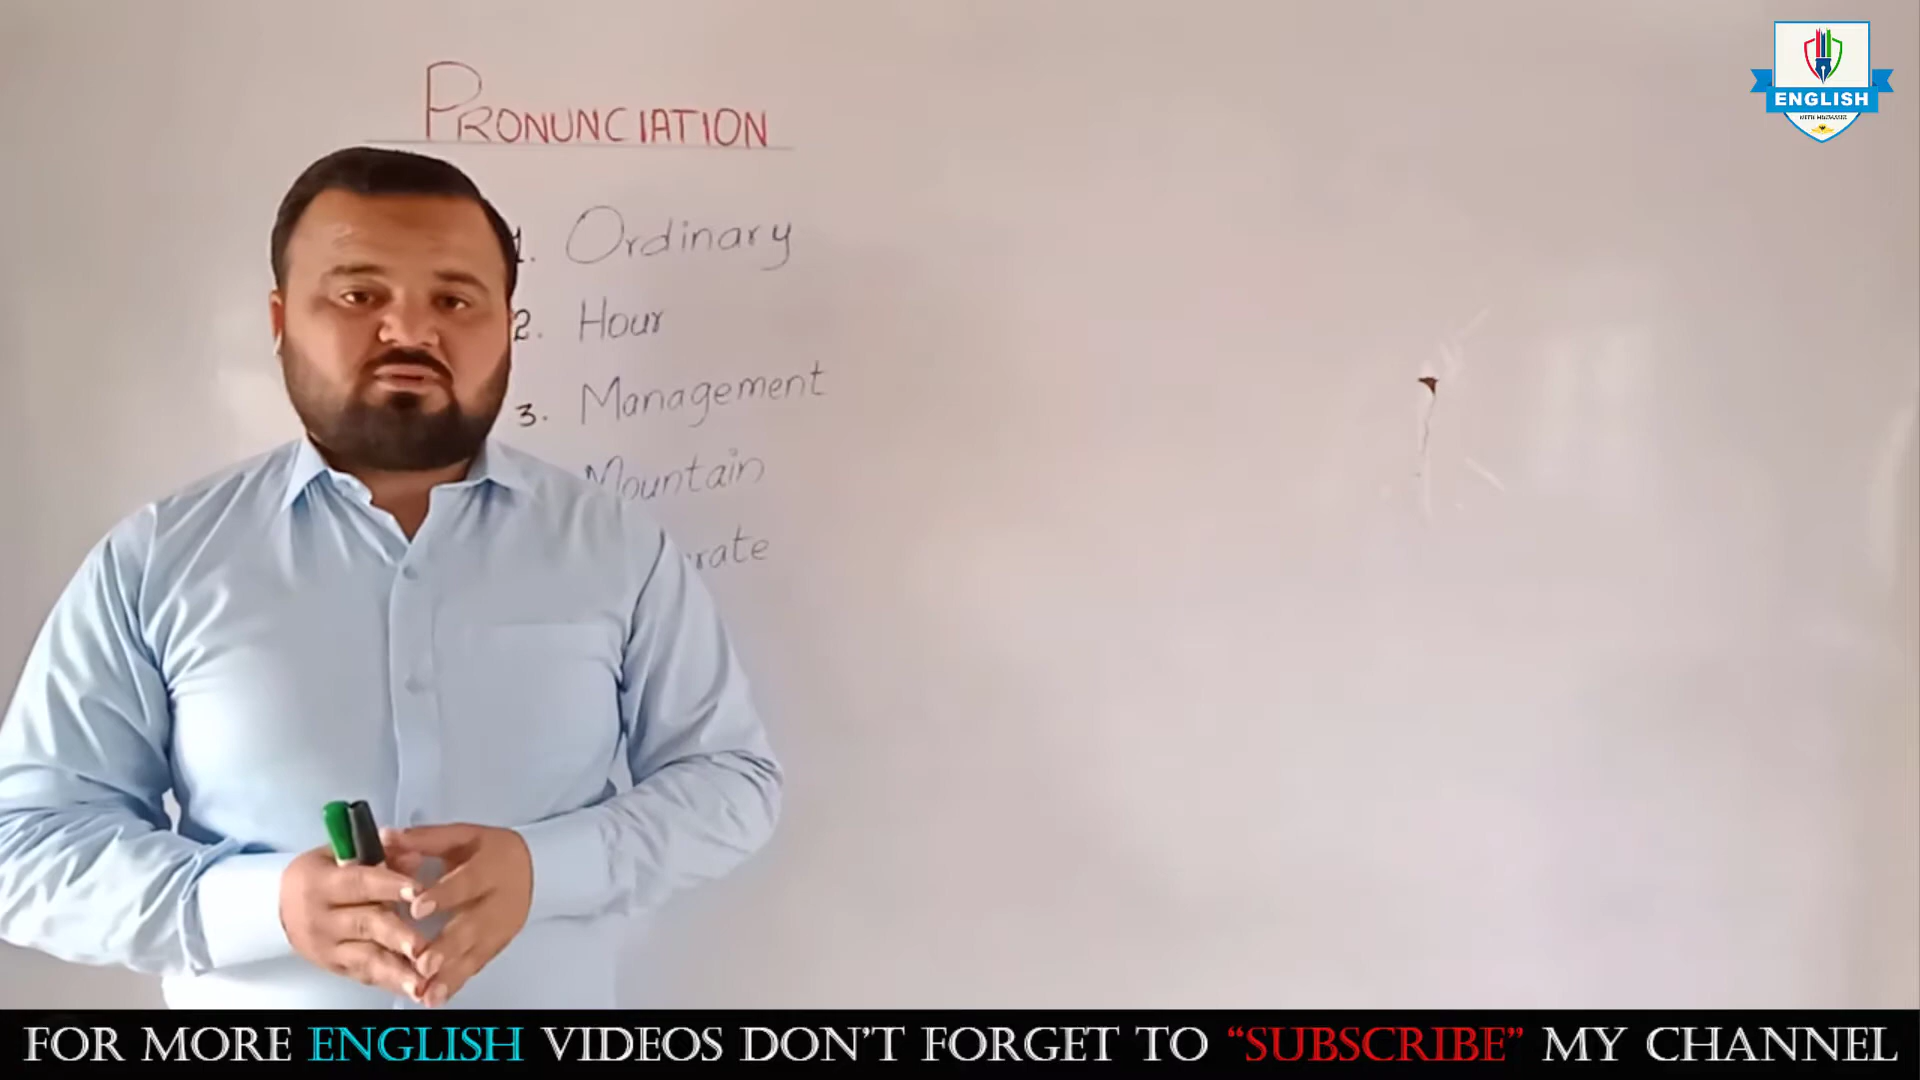 PRONUNCIATION
1. Ordinary
2. Hour
3. Management
Mountain
rate
ENGLISH
FOR MORE ENGLISH VIDEOS DON'T FORGET TO “SUBSCRIBE” MY CHANNEL